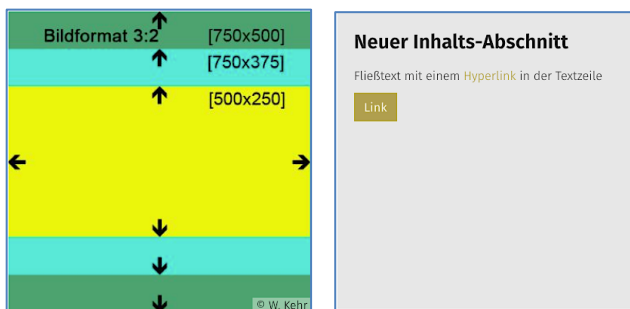 Bildformat 3:2 [750x500]
[750x375]
[500x250]
© W. Kehr
Neuer Inhalts-Abschnitt
Fließtext mit einem Hyperlink in der Textzeile
Link